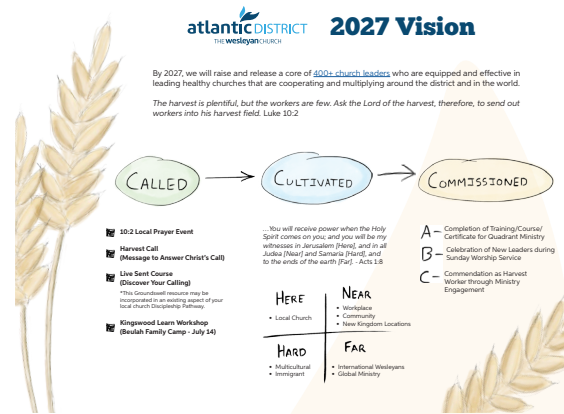 atlanticDISTRICT
THE WESLEYANCHURCH
2027 Vision
By 2027, we will raise and release a core of 400+ church leaders who are equipped and effective in
leading healthy churches that are cooperating and multiplying around the district and in the world.
The harvest is plentiful, but the workers are few. Ask the Lord of the harvest, therefore, to send out
workers into his harvest field. Luke 10:2
CALLED
CULTIVATED
COMMISSIONED
10:2 Local Prayer Event
Harvest Call
(Message to Answer Christ's Call)
Live Sent Course
(Discover Your Calling)
*This Groundswell resource may be
incorporated in an existing aspect of your
local church Discipleship Pathway.
Kingswood Learn Workshop
(Beulah Family Camp - July 14)
...You will receive power when the Holy
Spirit comes on you; and you will be my
witnesses in Jerusalem [Here], and in all
Judea [Near] and Samaria [Hard], and
to the ends of the earth [Far]. - Acts 1:8
HERE
• Local Church
NEAR
• Workplace
• Community
• New Kingdom Locations
HARD
• Multicultural
• Immigrant
FAR
• International Wesleyans
• Global Ministry
A - Completion of Training/Course/
Certificate for Quadrant Ministry
B - Celebration of New Leaders during
Sunday Worship Service
C - Commendation as Harvest
Worker through Ministry
Engagement